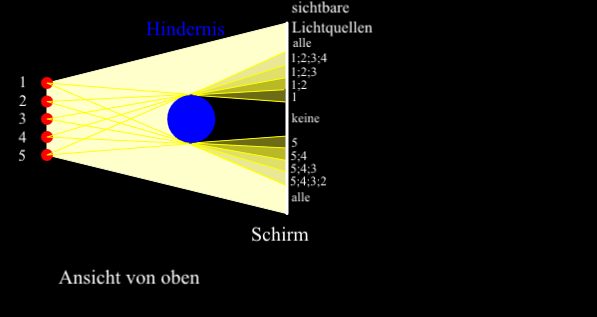 sichtbare
Hindernis
Lichtquellen
alle
1;2;3;4
1;2;3
1;2
1
keine
5
5;4
5;4;3
5;4;3;2
alle
1
2
3
4
5
Schirm
Ansicht von oben